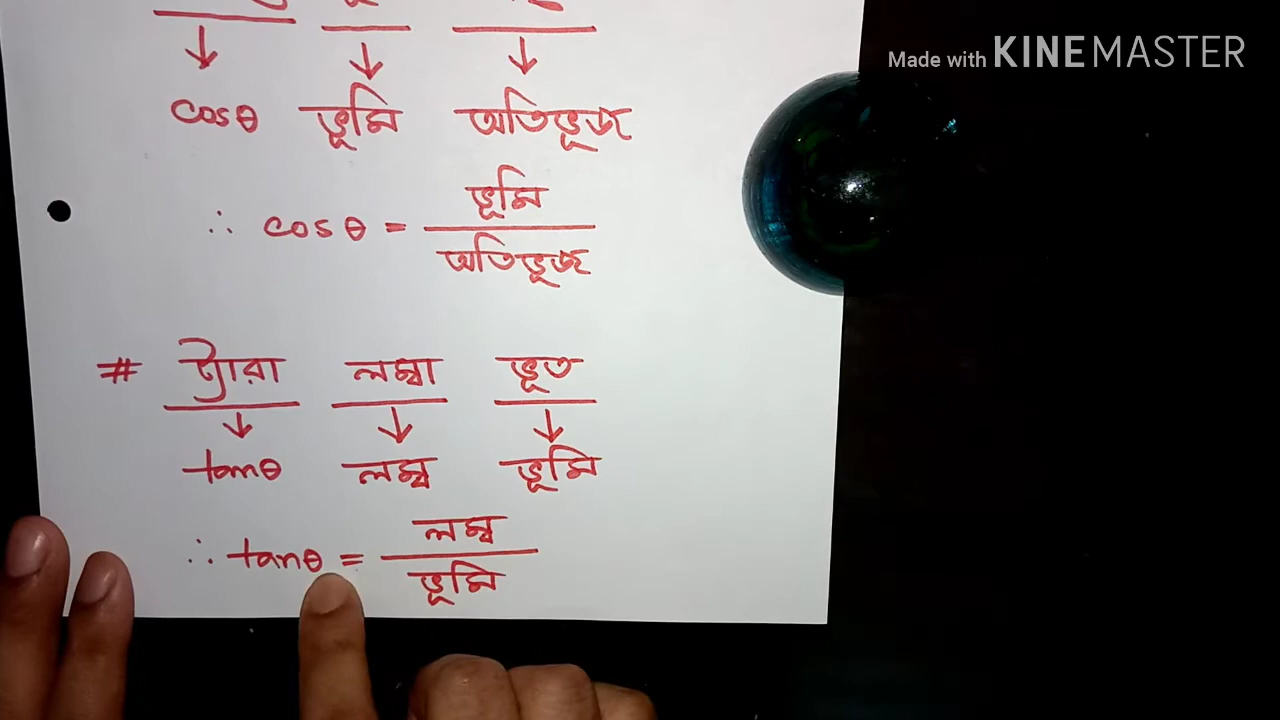 Made with KINEMASTER
cosθ ভূমি অতিভূজ
∴ cosθ = ভূমি / অতিভূজ
# ট্যারা লম্বা ভূত
tanθ লম্ব ভূমি
∴ tanθ = লম্ব / ভূমি